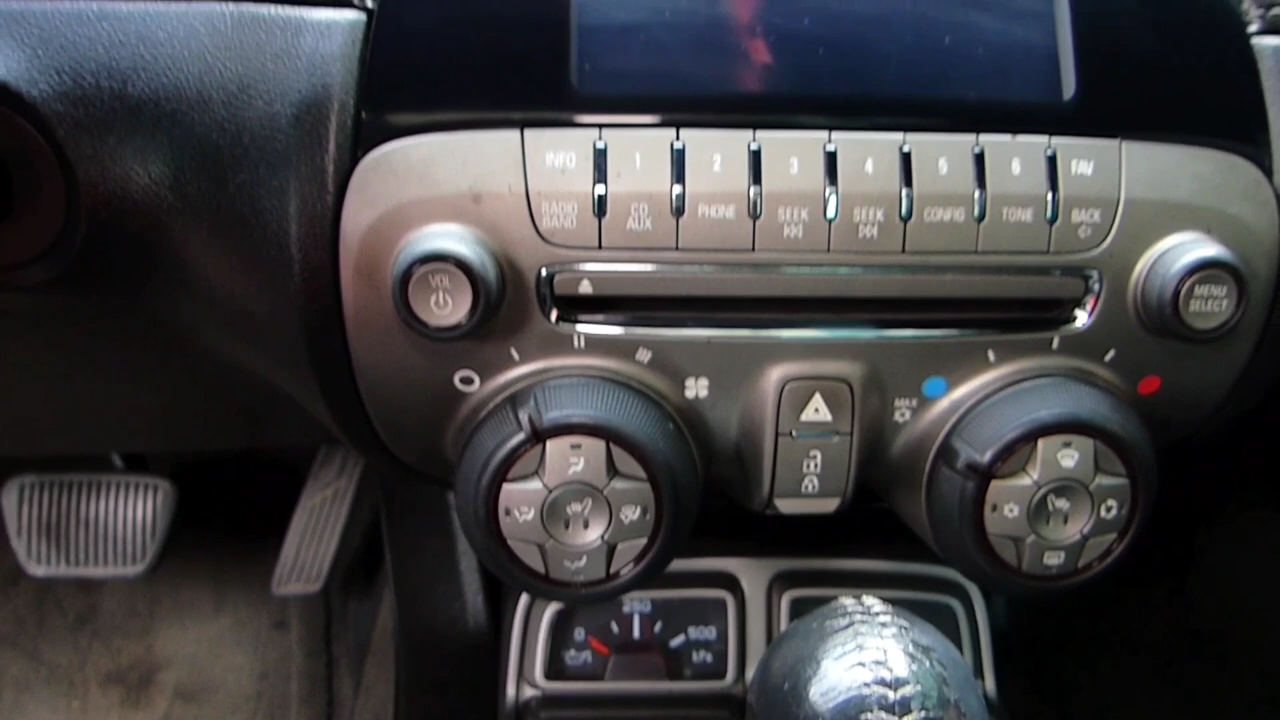 INFO 1 2 3 4 5 6 FAV
RADIO BAND CD AUX PHONE SEEK SEEK CONFIG TONE BACK
VOL
MENU SELECT
MAX
250
0 500
kPa